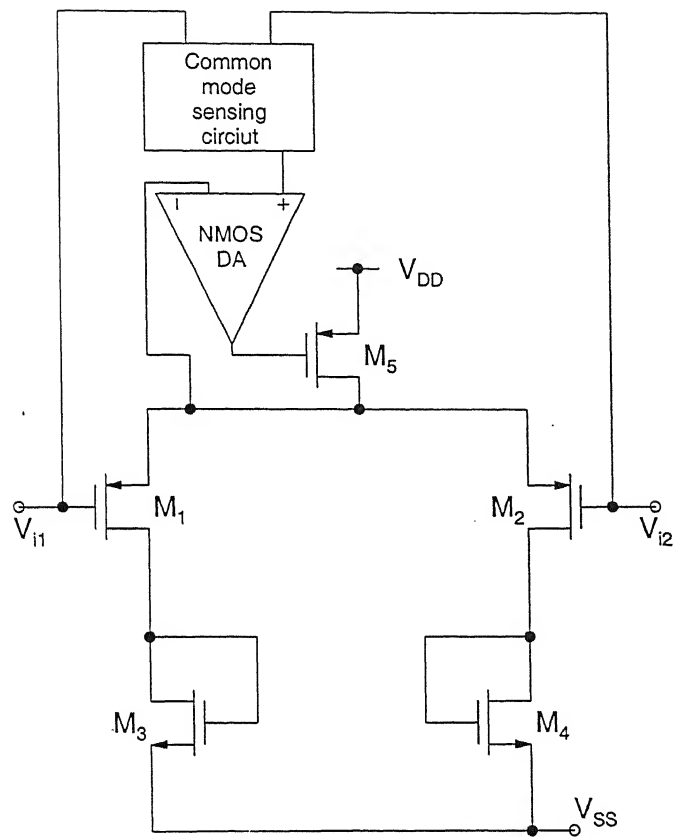 Common
mode
sensing
circiut
- +
NMOS
DA
V_DD
M_5
M_1
M_2
V_i1
V_i2
M_3
M_4
V_SS